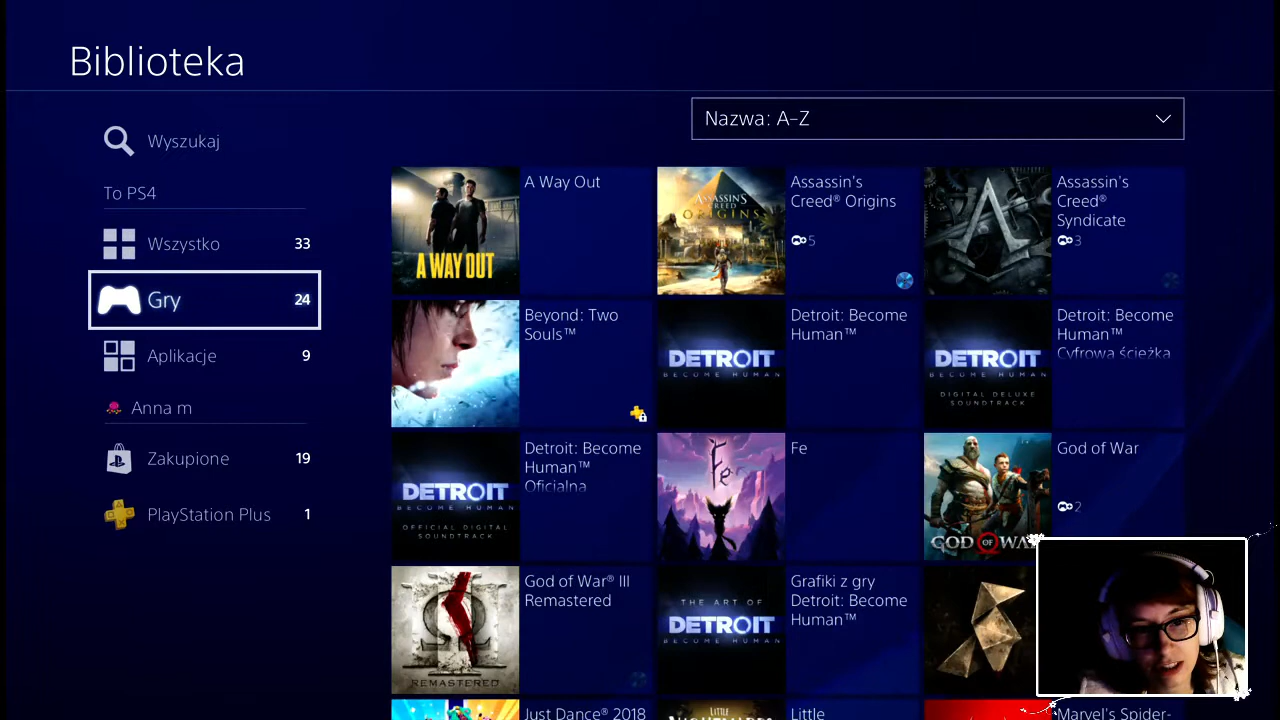 Biblioteka
Nazwa: A–Z
Wyszukaj
To PS4
Wszystko 33
Gry 24
Aplikacje 9
Anna m
Zakupione 19
PlayStation Plus 1
A WAY OUT
A Way Out
ASSASSIN'S
CREED
ORIGINS
Assassin's
Creed® Origins
5
Assassin's
Creed®
Syndicate
3
Beyond: Two
Souls™
DETROIT
BECOME HUMAN
Detroit: Become
Human™
DETROIT
BECOME HUMAN
DIGITAL DELUXE
SOUNDTRACK
Detroit: Become
Human™
Cyfrowa ścieżka
DETROIT
BECOME HUMAN
OFFICIAL DIGITAL
SOUNDTRACK
Detroit: Become
Human™
Oficjalna
Fe
Fe
GOD OF WAR
God of War
2
REMASTERED
God of War® III
Remastered
THE ART OF
DETROIT
BECOME HUMAN
Grafiki z gry
Detroit: Become
Human™
Just Dance® 2018
LITTLE
Little
Marvel's Spider-